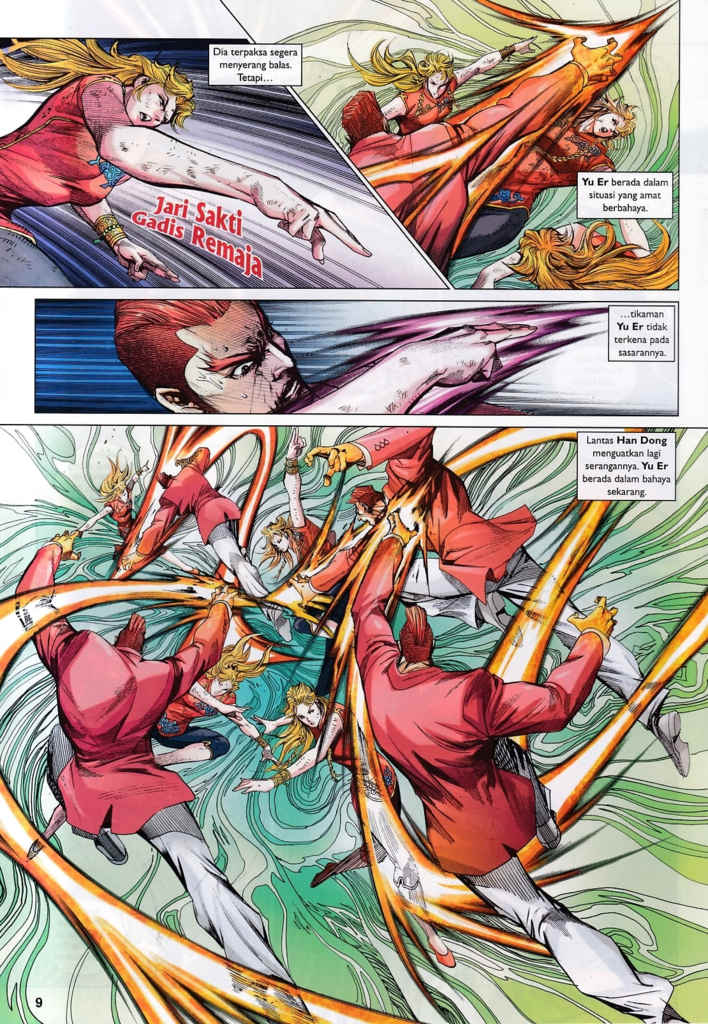 Dia terpaksa segera
menyerang balas.
Tetapi...
Jari Sakti
Gadis Remaja
Yu Er berada dalam
situasi yang amat
berbahaya.
...tikaman
Yu Er tidak
terkena pada
sasarannya.
Lantas Han Dong
menguatkan lagi
serangannya. Yu Er
berada dalam bahaya
sekarang.
9